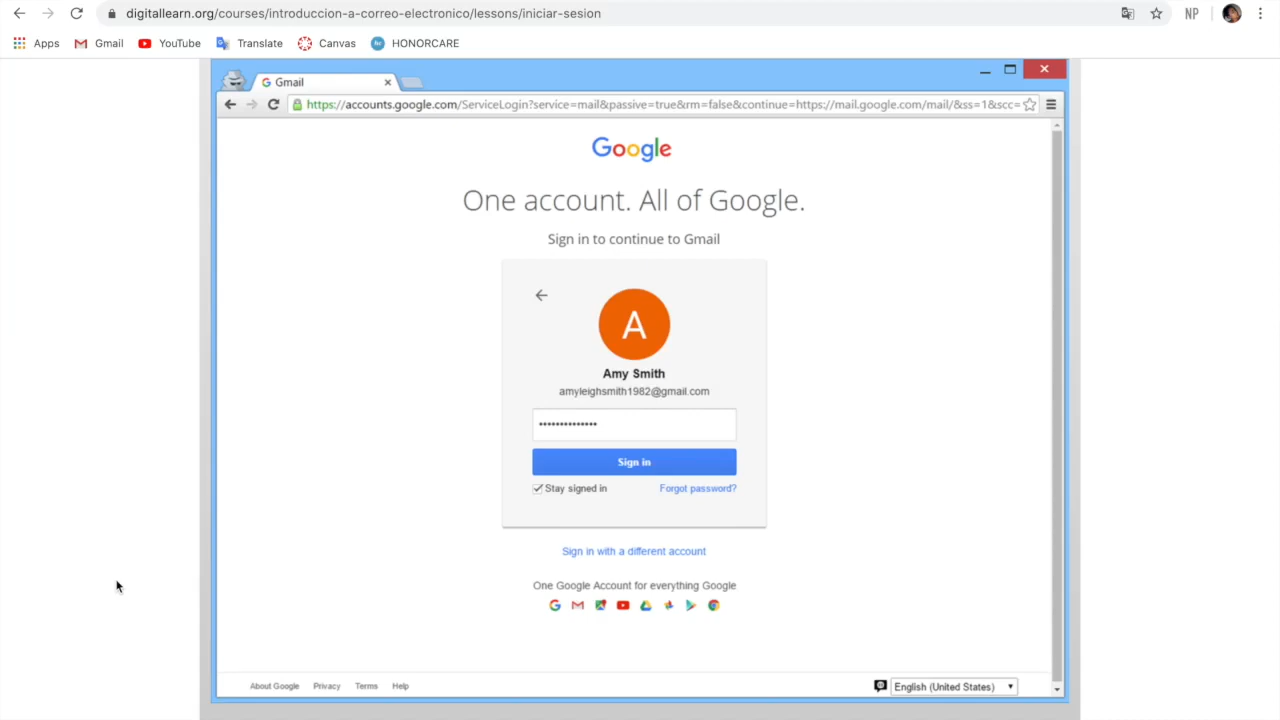 digitallearn.org/courses/introduccion-a-correo-electronico/lessons/iniciar-sesion
NP
Apps Gmail YouTube Translate Canvas HONORCARE
Gmail
https://accounts.google.com/ServiceLogin?service=mail&passive=true&rm=false&continue=https://mail.google.com/mail/&ss=1&scc=
Google
One account. All of Google.
Sign in to continue to Gmail
A
Amy Smith
amyleighsmith1982@gmail.com
••••••••••••••
Sign in
Stay signed in Forgot password?
Sign in with a different account
One Google Account for everything Google
About Google Privacy Terms Help English (United States)